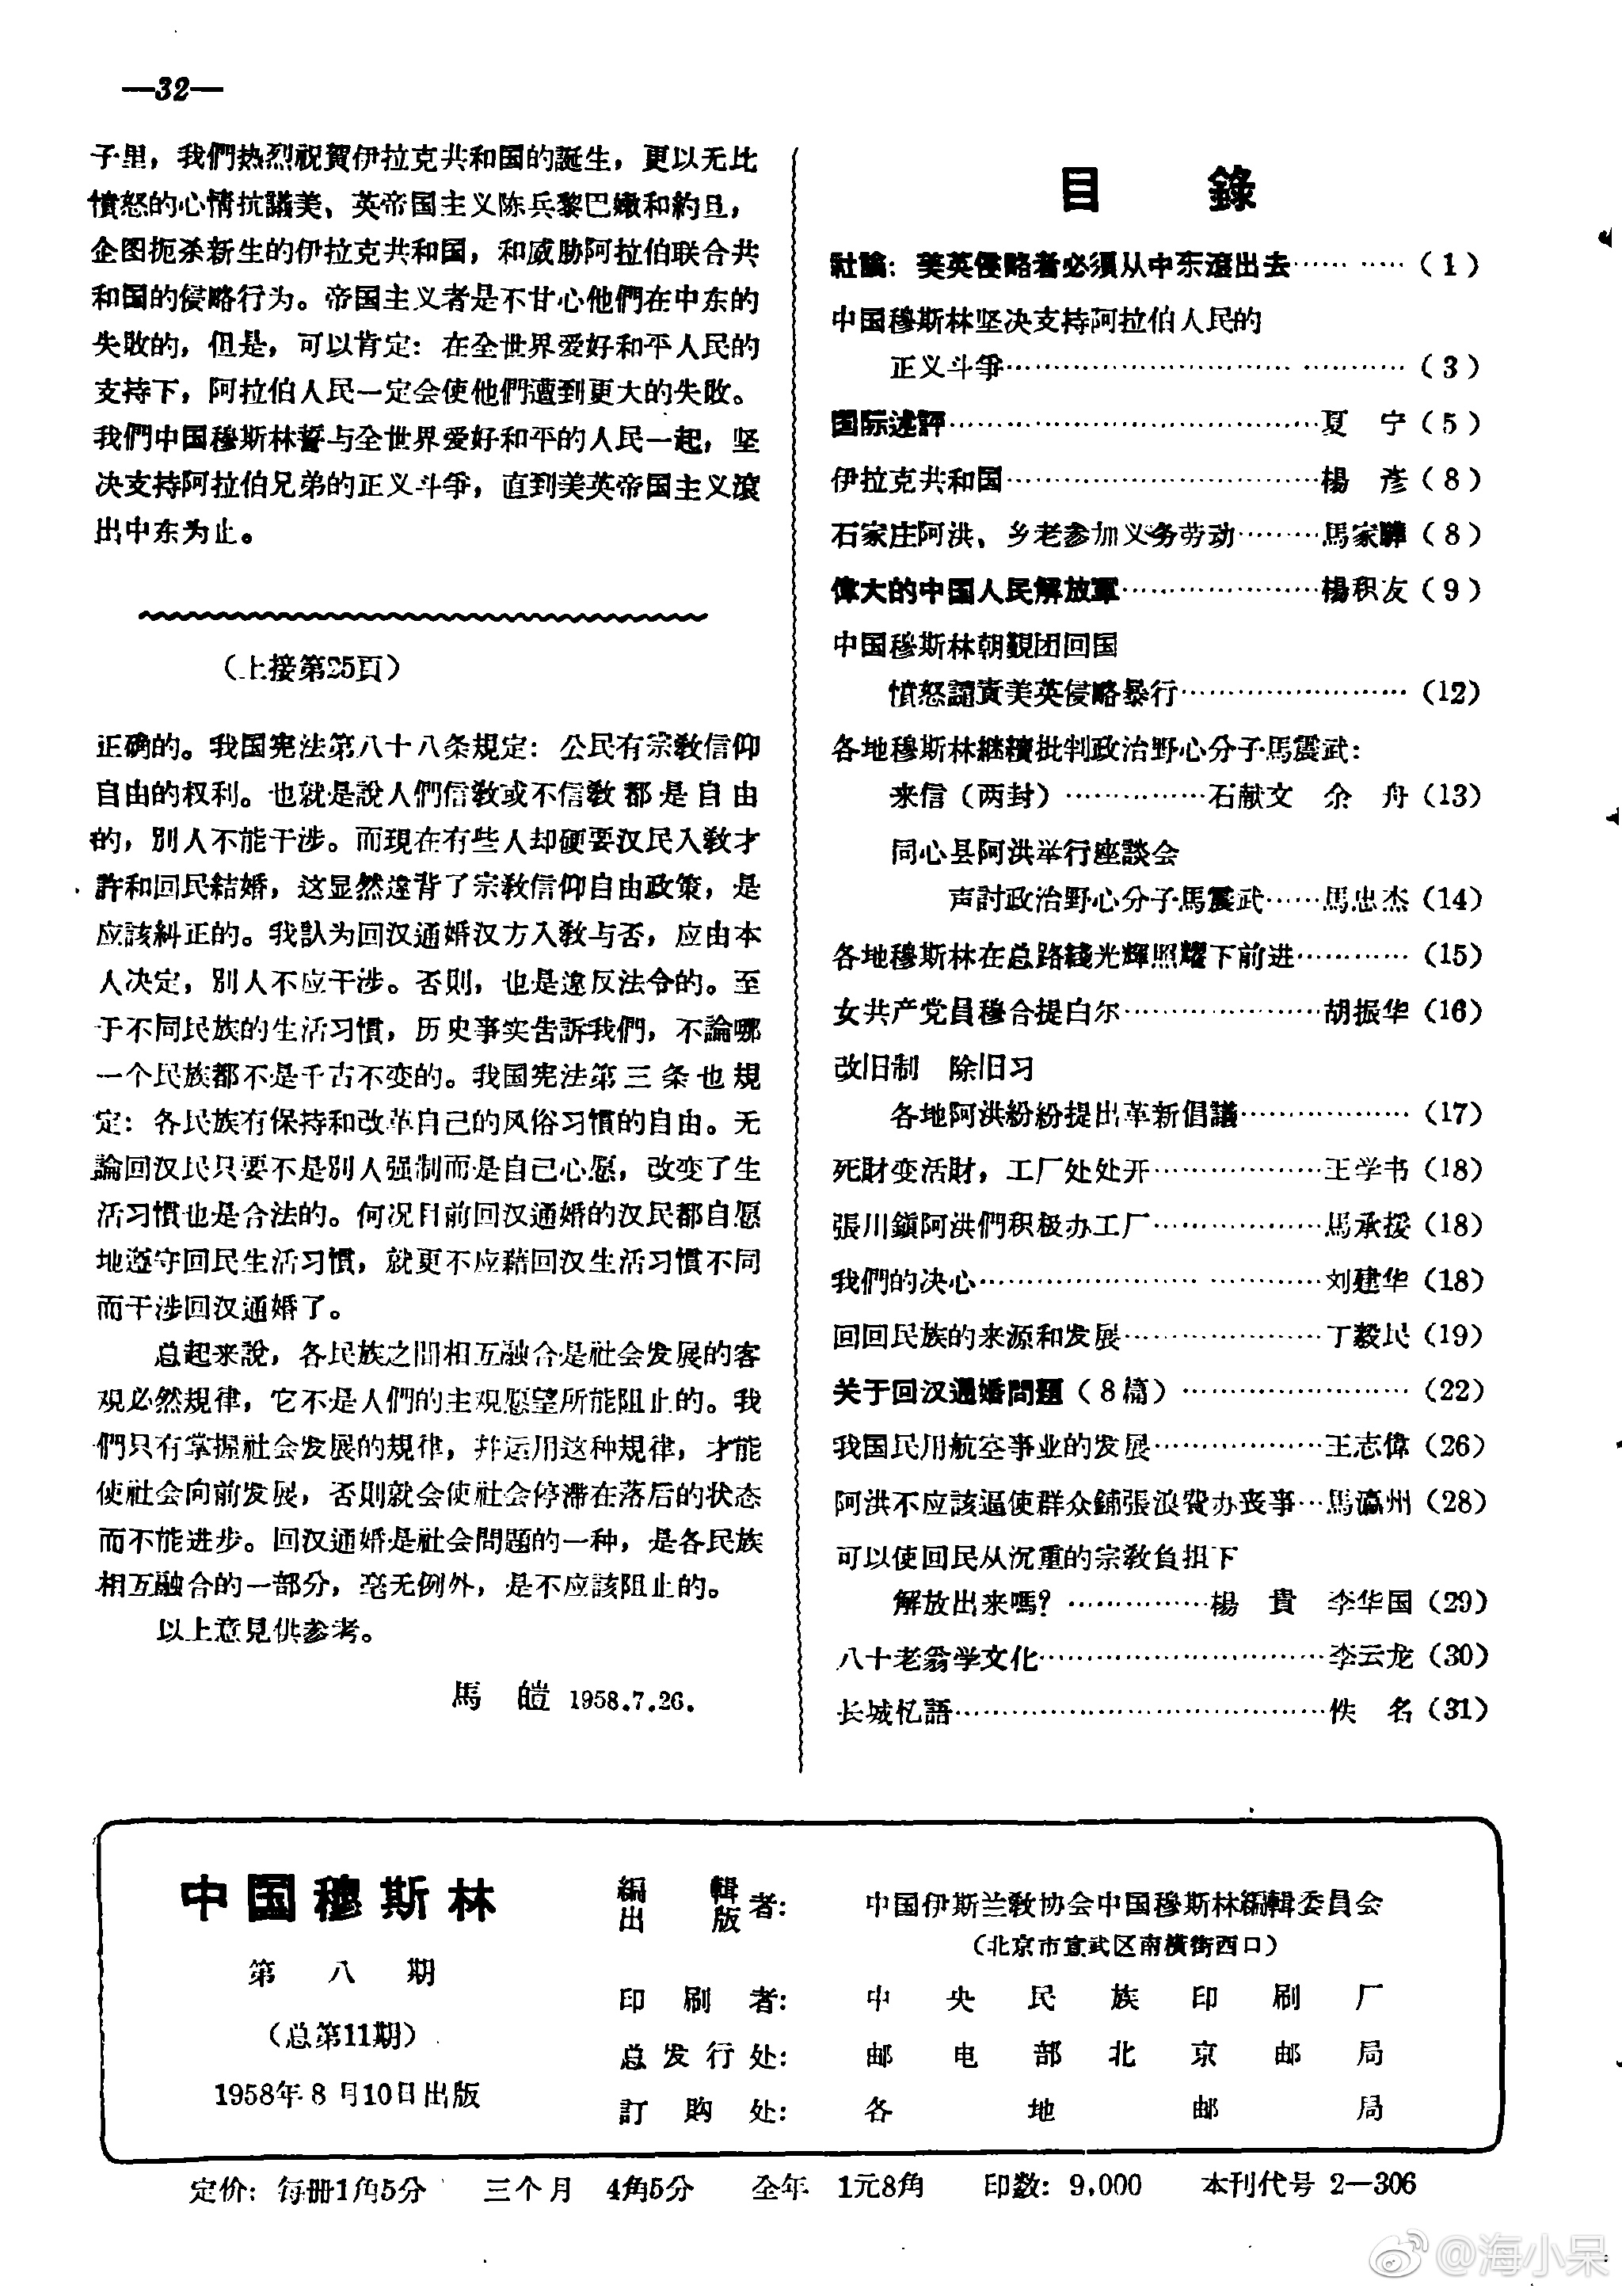 —32—
子里，我們热烈祝賀伊拉克共和国的誕生，更以无比
憤怒的心情抗議美、英帝国主义陈兵黎巴嫩和約旦，
企图扼杀新生的伊拉克共和国，和威胁阿拉伯联合共
和国的侵略行为。帝国主义者是不甘心他們在中东的
失敗的，但是，可以肯定：在全世界爱好和平人民的
支持下，阿拉伯人民一定会使他們遭到更大的失敗。
我們中国穆斯林誓与全世界爱好和平的人民一起，坚
决支持阿拉伯兄弟的正义斗爭，直到美英帝国主义滾
出中东为止。
（上接第25頁）
正确的。我国宪法第八十八条規定：公民有宗教信仰
自由的权利。也就是說人們信教或不信教都是自由
的，別人不能干涉。而現在有些人却硬要汉民入教才
許和回民結婚，这显然違背了宗教信仰自由政策，是
应該糾正的。我訒为回汉通婚汉方入教与否，应由本
人决定，別人不应干涉。否則，也是違反法令的。至
于不同民族的生活习慣，历史事实告訴我們，不論哪
一个民族都不是千古不变的。我国宪法第三条也規
定：各民族有保持和改革自己的风俗习慣的自由。无
論回汉民只要不是別人强制而是自己心愿，改变了生
活习慣也是合法的。何况目前回汉通婚的汉民都自愿
地遵守回民生活习慣，就更不应藉回汉生活习慣不同
而干涉回汉通婚了。
总起来說，各民族之間相互融合是社会发展的客
观必然規律，它不是人們的主观愿望所能阻止的。我
們只有掌握社会发展的規律，幷运用这种規律，才能
使社会向前发展，否則就会使社会停滞在落后的状态
而不能进步。回汉通婚是社会問題的一种，是各民族
相互融合的一部分，毫无例外，是不应該阻止的。
以上意見供参考。
馬　皚 1958.7.26.
目　錄
社論：美英侵略者必須从中东滾出去………… （1）
中国穆斯林坚决支持阿拉伯人民的
正义斗爭………………………………（3）
国际述評………………………………夏　宁（5）
伊拉克共和国…………………………楊　彦（8）
石家庄阿洪、乡老参加义务劳动………馬家驊（8）
偉大的中国人民解放軍…………………楊积友（9）
中国穆斯林朝覲团回国
憤怒譴責美英侵略暴行…………………（12）
各地穆斯林継續批判政治野心分子馬震武：
来信（两封）……………石献文　佘　舟（13）
同心县阿洪举行座談会
声討政治野心分子馬震武……馬忠杰（14）
各地穆斯林在总路綫光輝照耀下前进…………（15）
女共产党員穆合提白尔…………………胡振华（16）
改旧制　除旧习
各地阿洪紛紛提出革新倡議………………（17）
死財变活財，工厂处处开………………王学书（18）
張川鎭阿洪們积极办工厂………………馬承援（18）
我們的决心………………………………刘建华（18）
回回民族的来源和发展…………………丁毅民（19）
关于回汉通婚問題（8篇）……………………（22）
我国民用航空事业的发展………………王志偉（26）
阿洪不应該逼使群众鋪張浪費办丧事…馬瀛州（28）
可以使回民从沉重的宗教負担下
解放出来嗎？……………楊　貴　李华国（29）
八十老翁学文化…………………………李云龙（30）
长城忆語…………………………………佚　名（31）
中国穆斯林
第八期
（总第11期）
1958年8月10日出版
編輯出版者：中国伊斯兰教协会中国穆斯林編輯委員会
（北京市宣武区南橫街西口）
印刷者：中央民族印刷厂
总发行处：邮电部北京邮局
訂购处：各地邮局
定价：每册1角5分　三个月　4角5分　全年　1元8角　印数：9,000　本刊代号 2—306
@海小呆